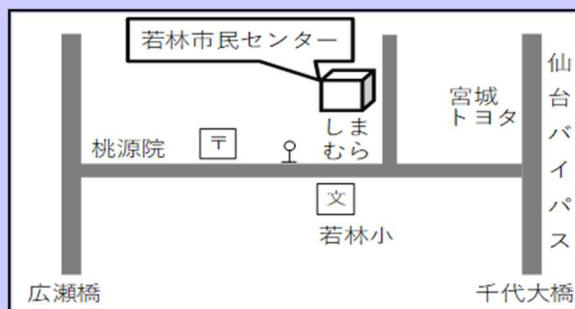 若林市民センター
仙台バイパス
宮城
トヨタ
しま
むら
桃源院
〒
文
若林小
広瀬橋
千代大橋